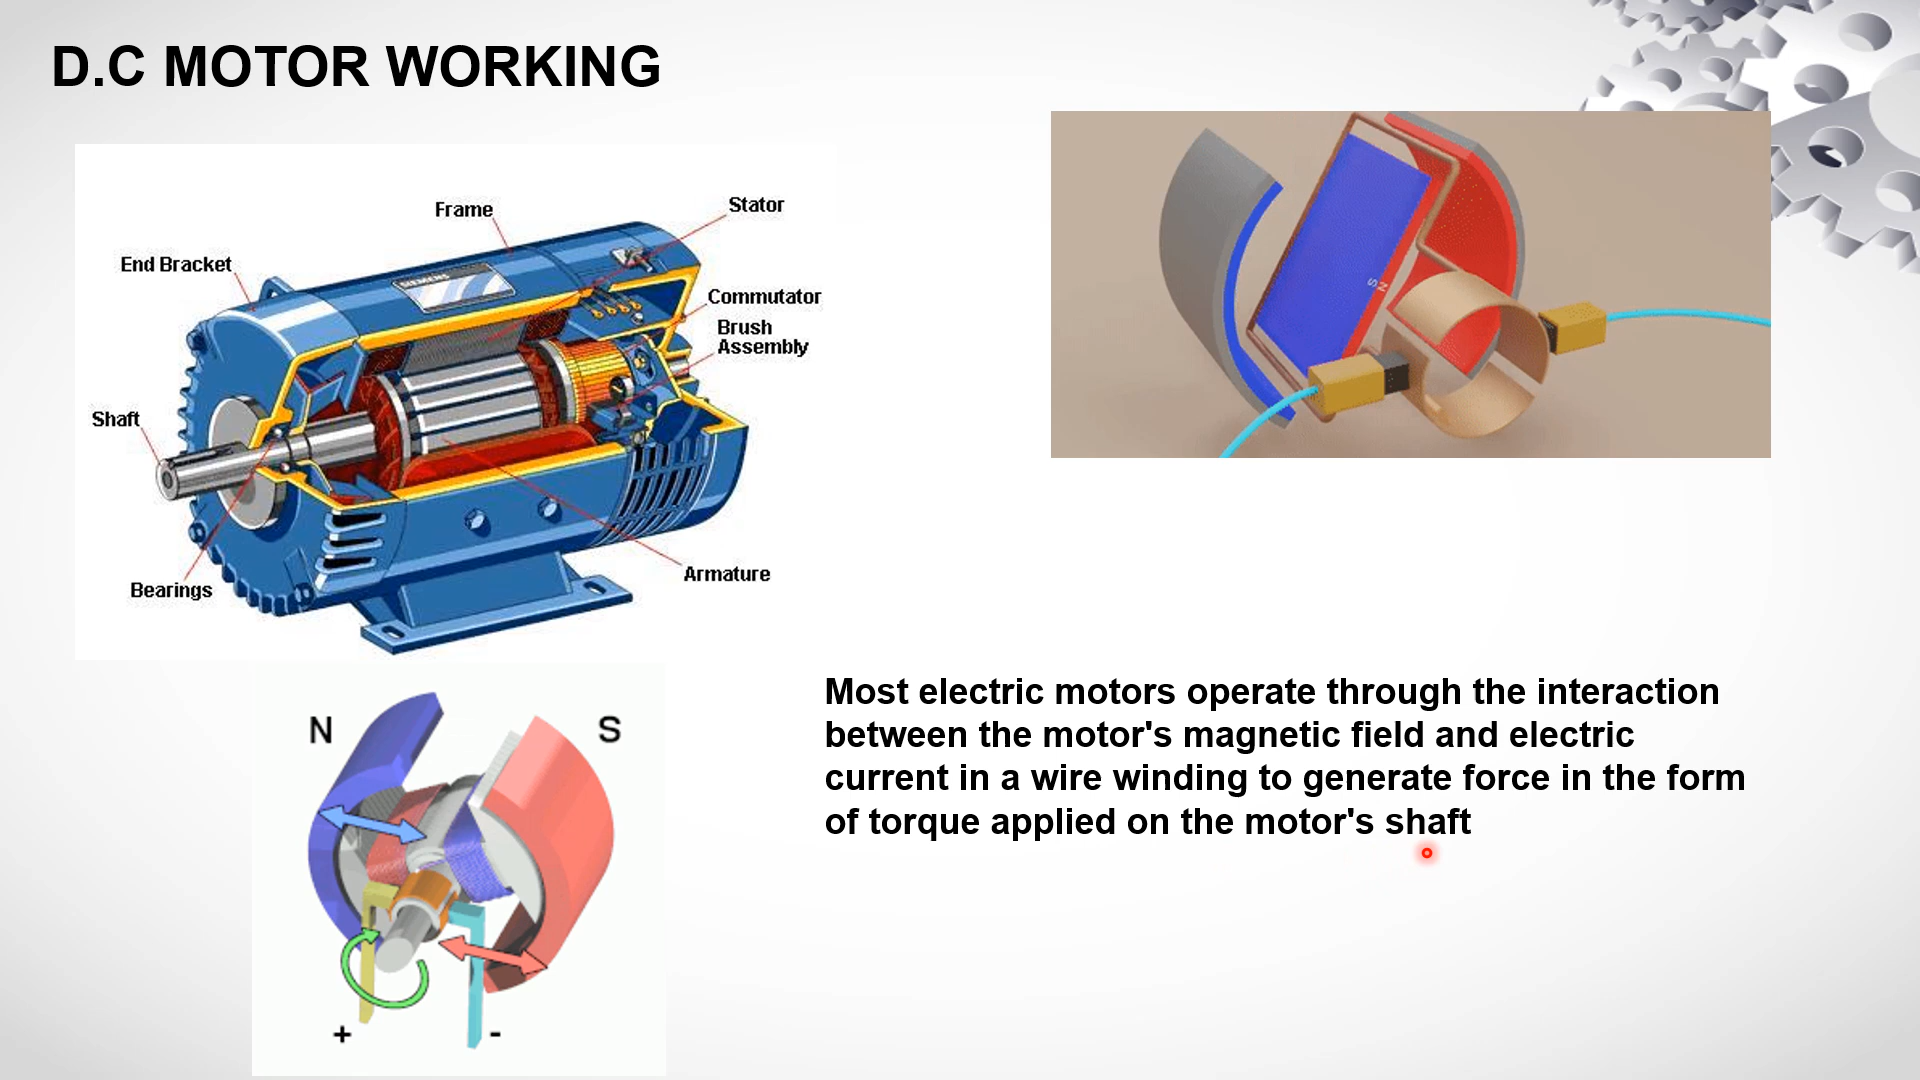 D.C MOTOR WORKING
Frame
Stator
End Bracket
SIEMENS
Commutator
Brush
Assembly
Shaft
Armature
Bearings
S N
N
S
+
-
Most electric motors operate through the interaction
between the motor's magnetic field and electric
current in a wire winding to generate force in the form
of torque applied on the motor's shaft